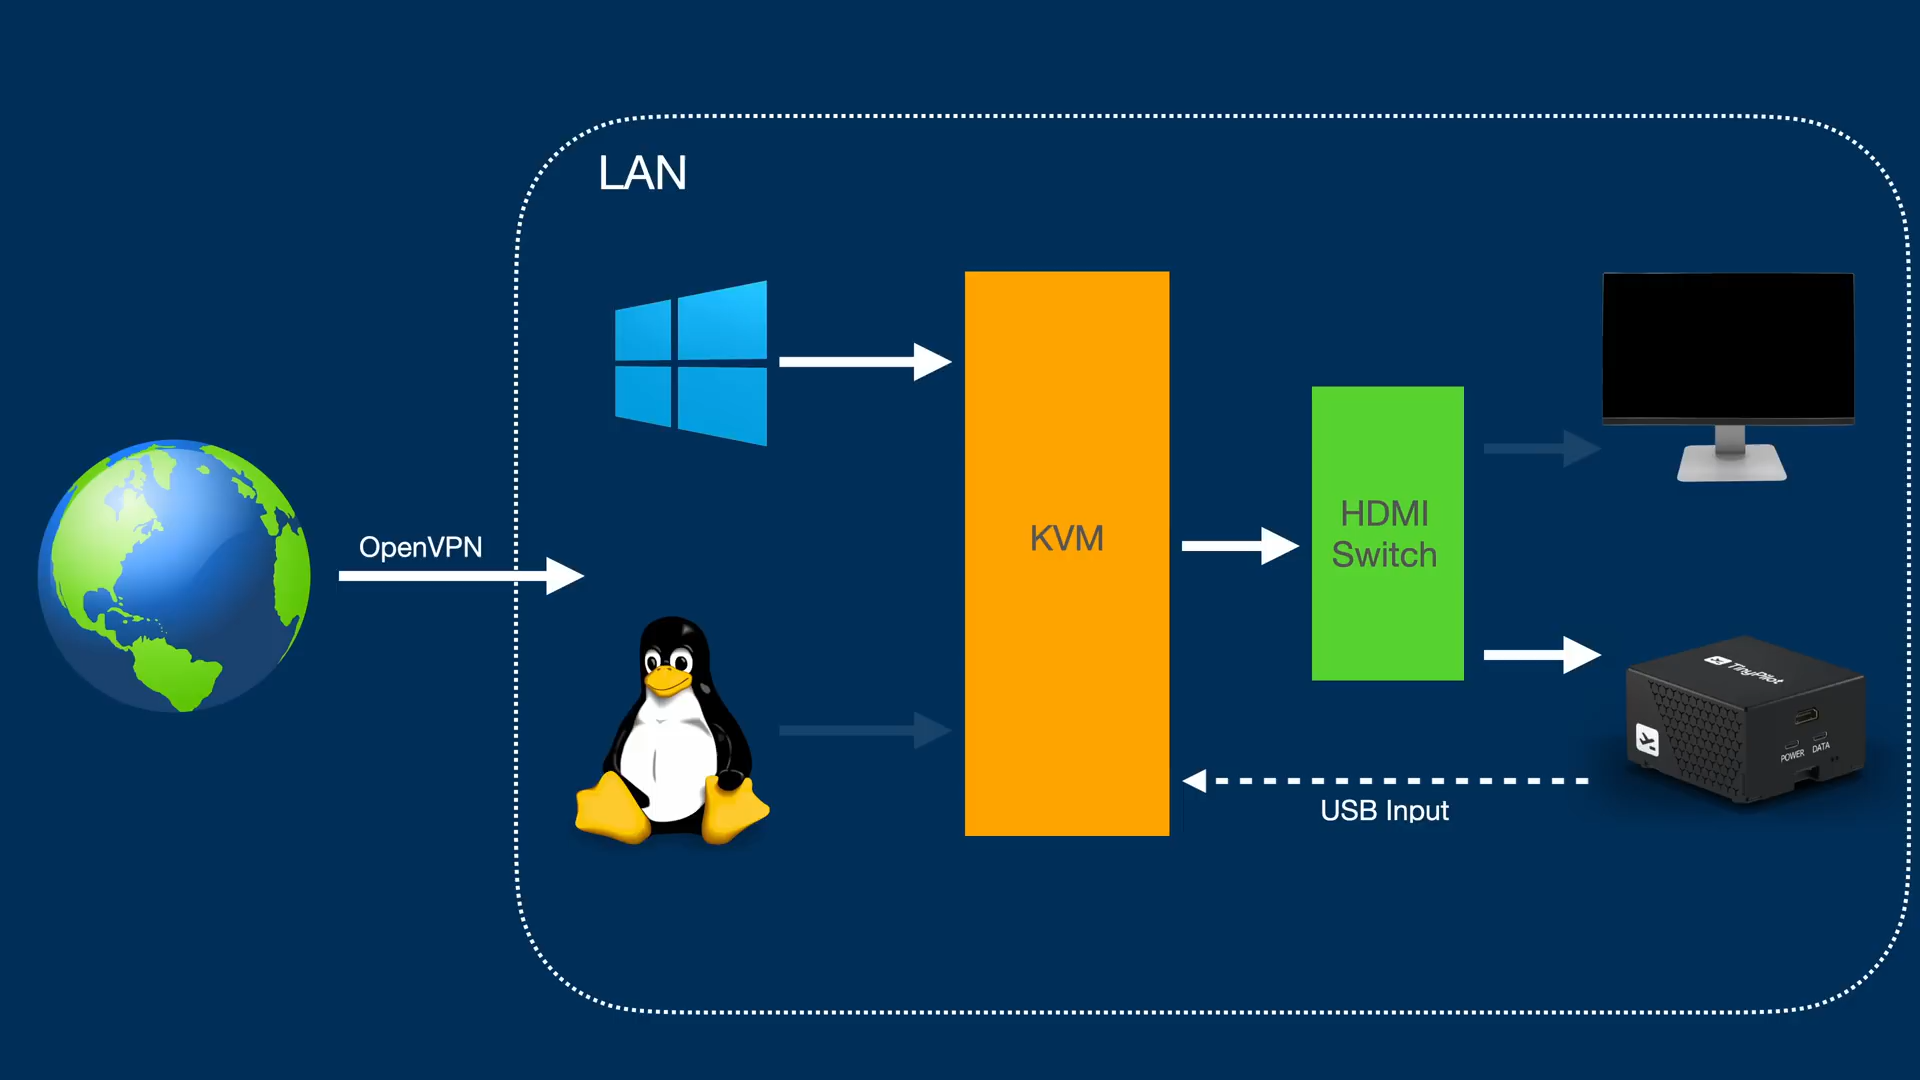 LAN
OpenVPN
KVM
HDMI
Switch
TinyPilot
POWER
DATA
USB Input